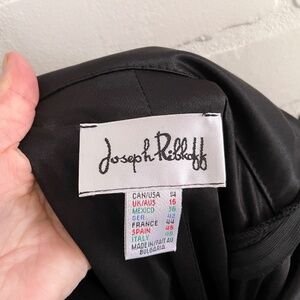 Joseph Ribkoff
CAN/USA 14
UK/AUS 16
MEXICO 38
GER 42
FRANCE 44
SPAIN 46
ITALY 48
MADE IN/FAIT AU
BULGARIA